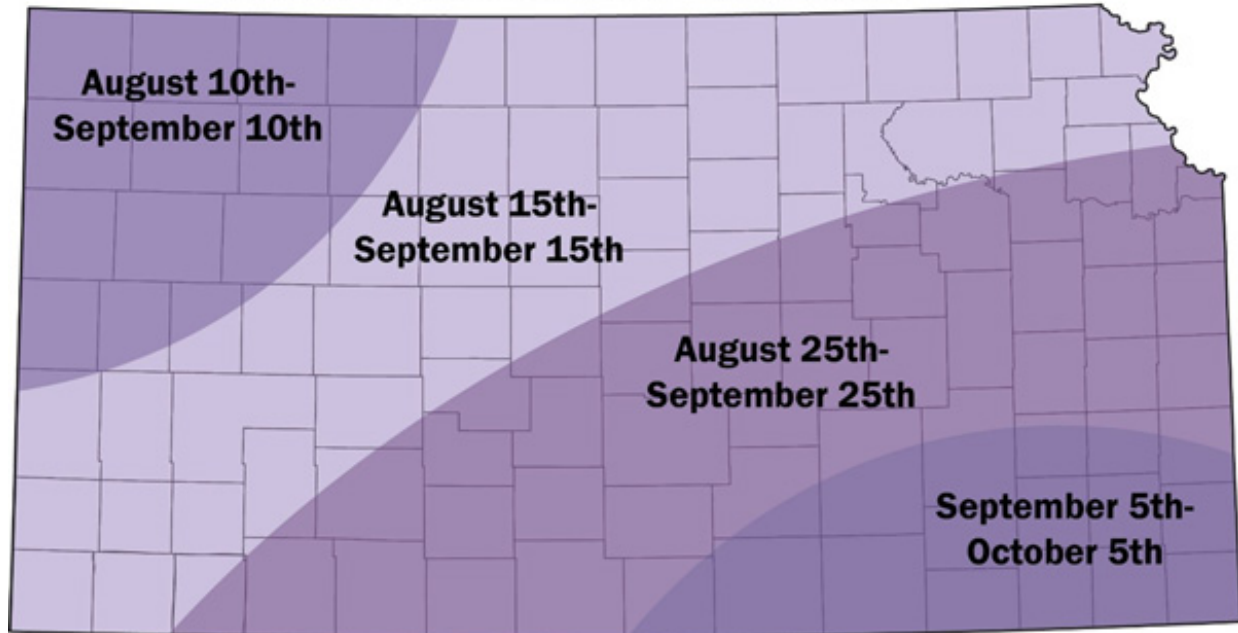 August 10th-
September 10th
August 15th-
September 15th
August 25th-
September 25th
September 5th-
October 5th